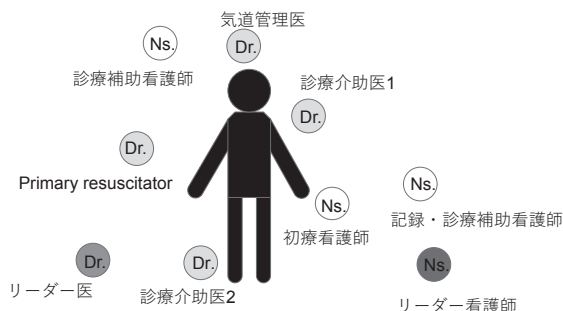 気道管理医
Ns.
Dr.
診療補助看護師
診療介助医1
Dr.
Dr.
Primary resuscitator
Ns.
Ns.
初療看護師
記録・診療補助看護師
Dr.
Dr.
Ns.
リーダー医
診療介助医2
リーダー看護師